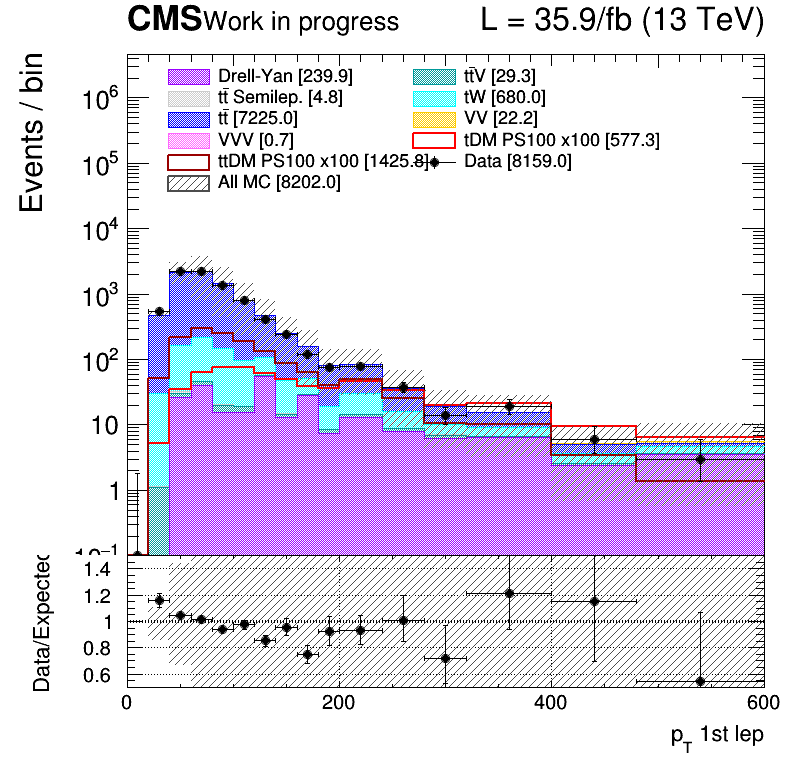 CMS Work in progress L = 35.9/fb (13 TeV)
Events / bin
Drell-Yan [239.9] tt̄V [29.3]
tt̄ Semilep. [4.8] tW [680.0]
tt̄ [7225.0] VV [22.2]
VVV [0.7] tDM PS100 x100 [577.3]
ttDM PS100 x100 [1425.8] Data [8159.0]
All MC [8202.0]
10⁶
10⁵
10⁴
10³
10²
10
1
10⁻¹
Data/Expected
1.4
1.2
1
0.8
0.6
0 200 400 600
p_T 1st lep